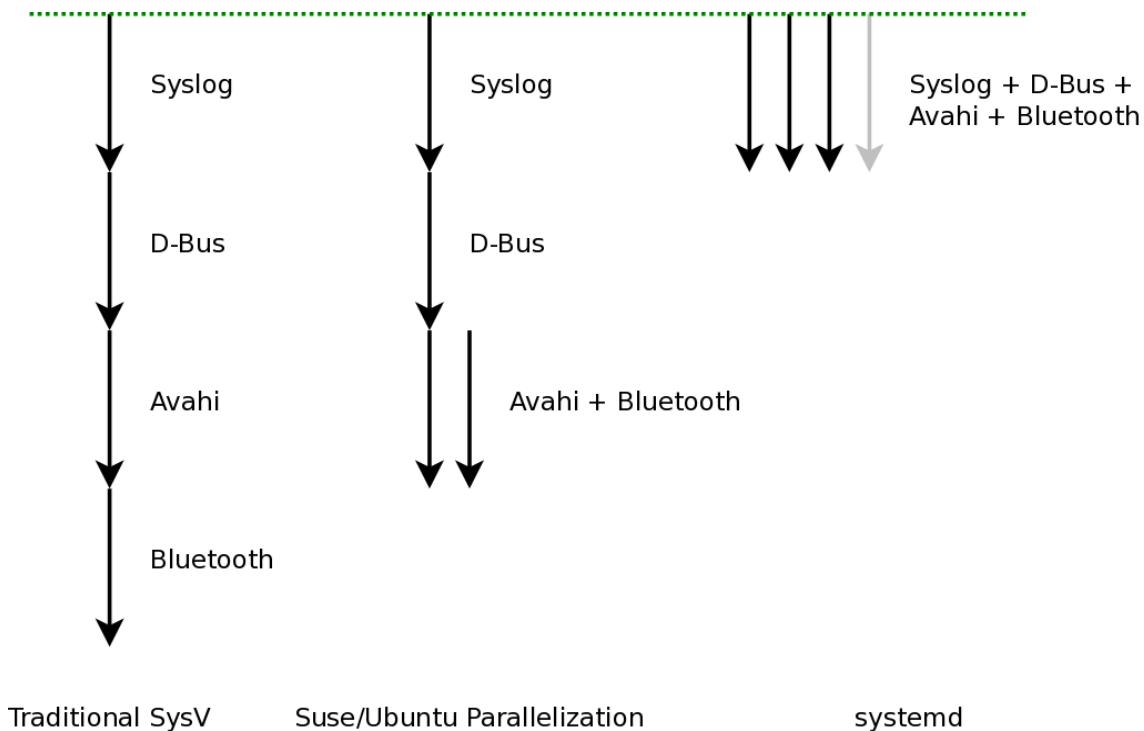 Syslog
Syslog
Syslog + D-Bus +
Avahi + Bluetooth
D-Bus
D-Bus
Avahi
Avahi + Bluetooth
Bluetooth
Traditional SysV
Suse/Ubuntu Parallelization
systemd